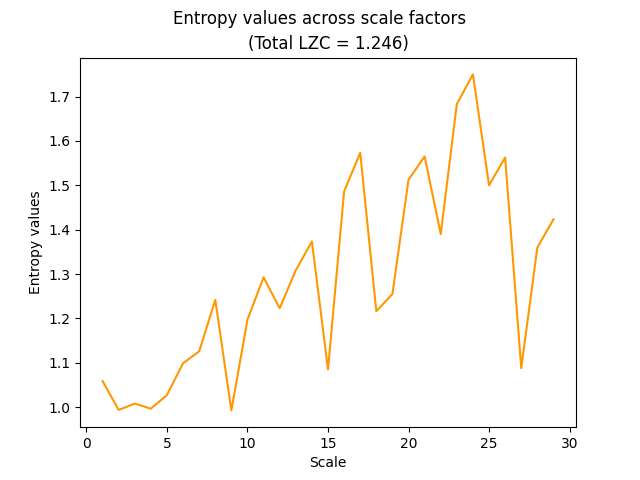 Entropy values across scale factors
(Total LZC = 1.246)
1.7
1.6
1.5
1.4
1.3
1.2
1.1
1.0
Entropy values
0 5 10 15 20 25 30
Scale